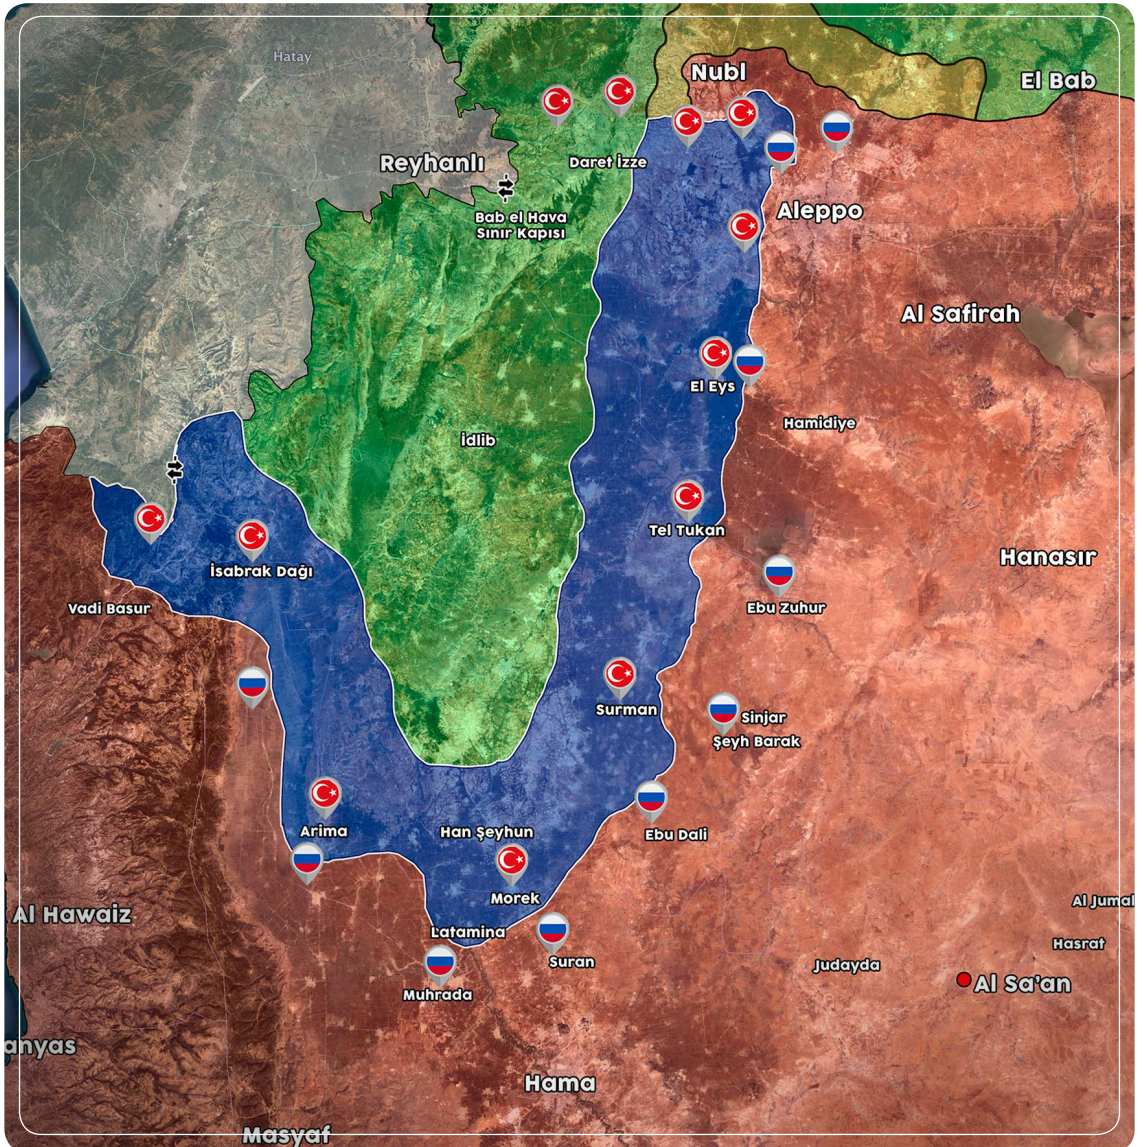 Hatay
Nubl
El Bab
Reyhanlı
Daret İzze
Bab el Hava
Sınır Kapısı
Aleppo
Al Safirah
El Eys
Hamidiye
İdlib
Tel Tukan
Hanasır
İsabrak Dağı
Vadi Basur
Ebu Zuhur
Surman
Sinjar
Şeyh Barak
Arima
Han Şeyhun
Ebu Dali
Morek
Al Hawaiz
Al Jumal
Latamina
Hasrat
Suran
Judayda
Muhrada
Al Sa'an
anyas
Hama
Masyaf